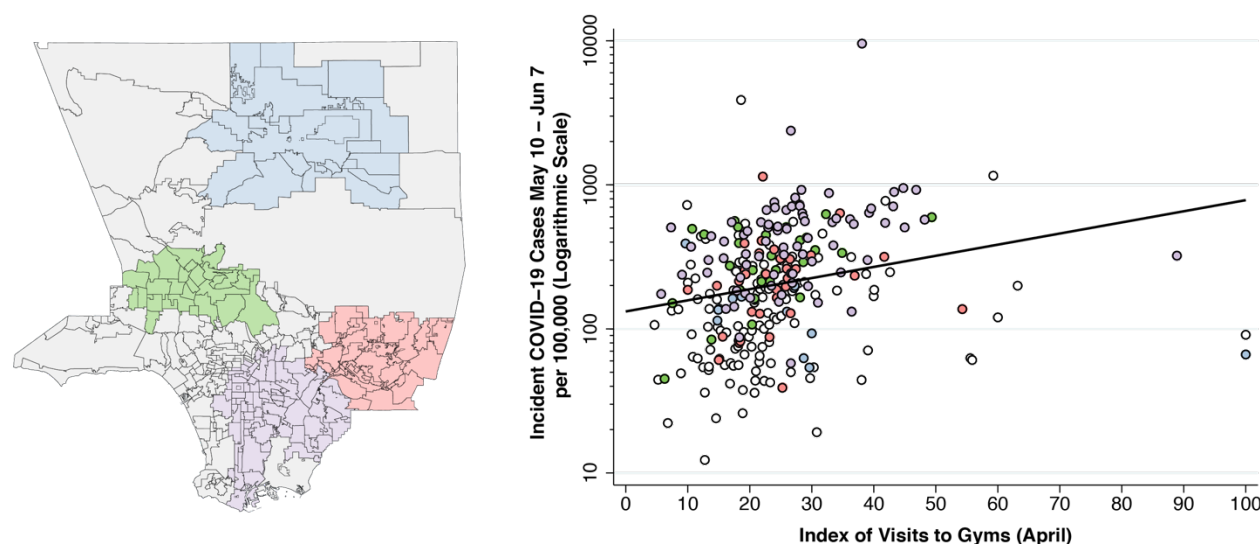 Incident COVID–19 Cases May 10 – Jun 7
per 100,000 (Logarithmic Scale)
10000
1000
100
10
0 10 20 30 40 50 60 70 80 90 100
Index of Visits to Gyms (April)